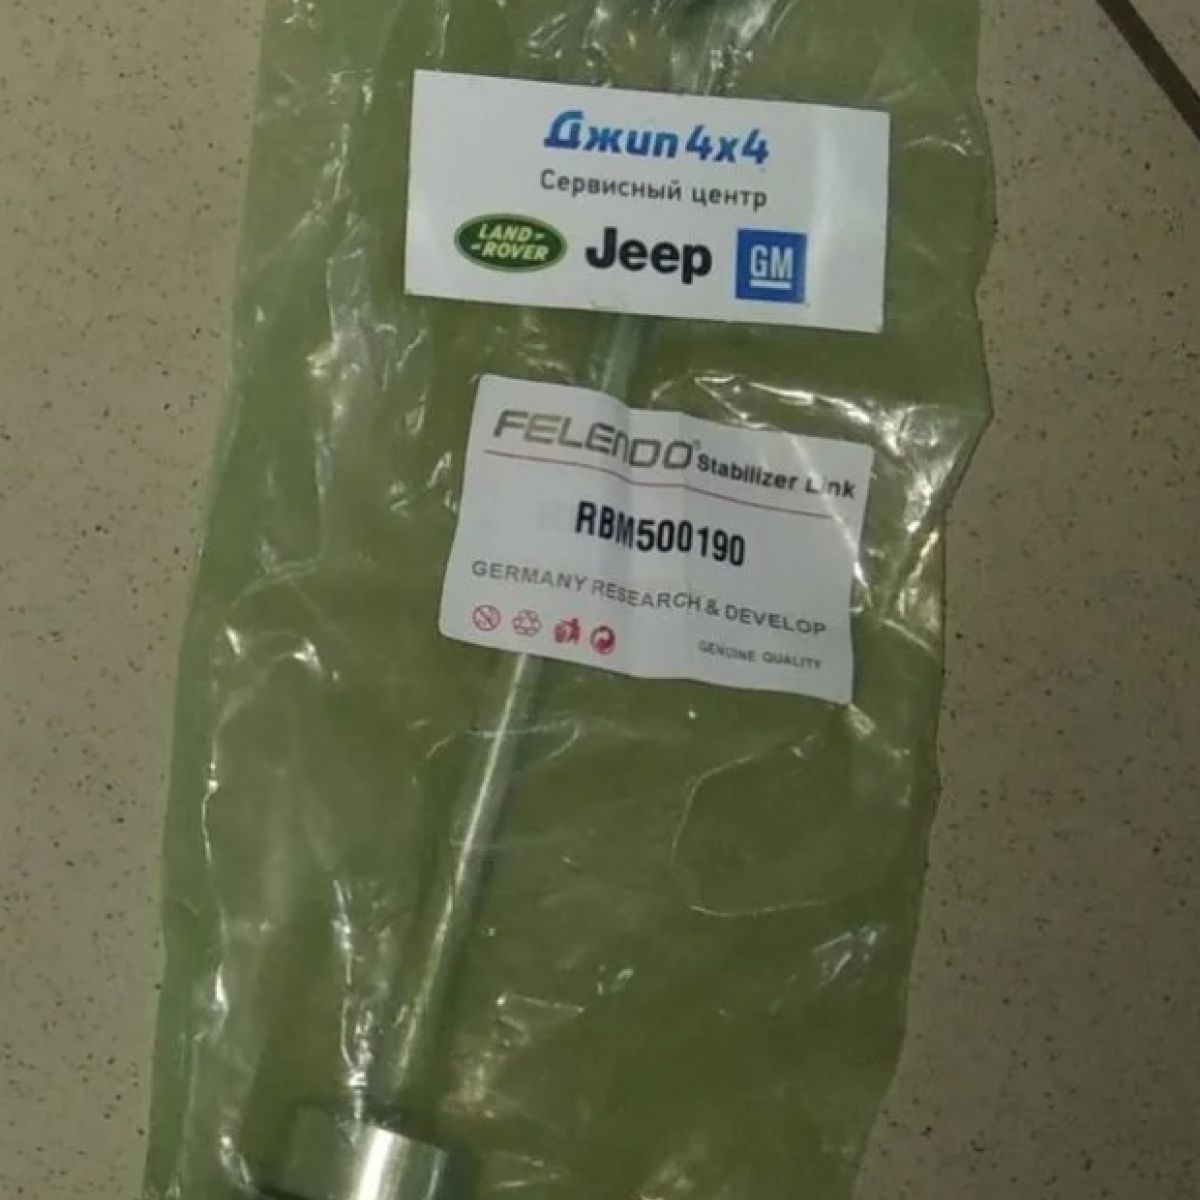 Джип 4x4
Сервисный центр
LAND-
-ROVER
Jeep
GM
FELENDO Stabilizer Link
RBM500190
GERMANY RESEARCH & DEVELOP
GENUINE QUALITY